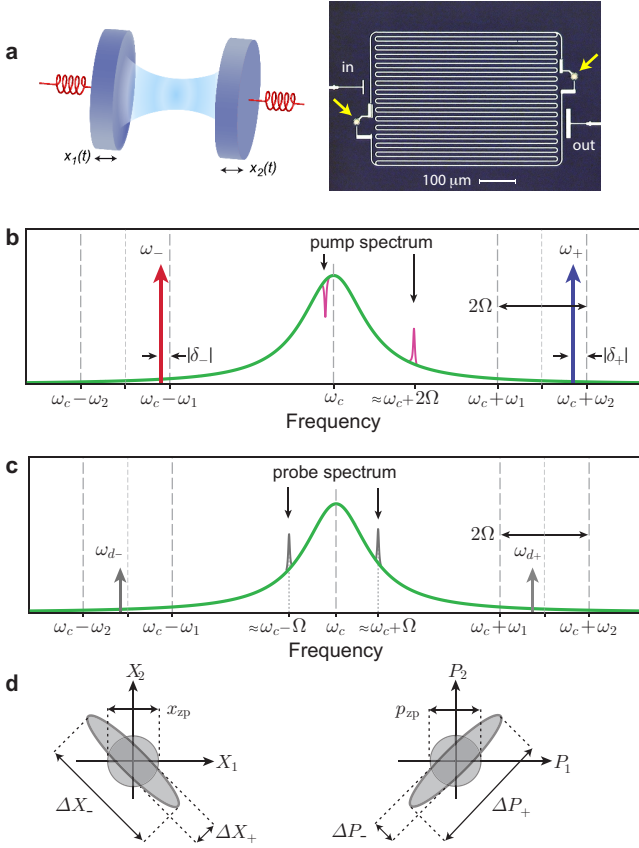 a
x₁(t)
x₂(t)
in
out
100 μm
b
pump spectrum
ω₋
ω₊
2Ω
|δ₋|
|δ₊|
ω_c−ω₂
ω_c−ω₁
ω_c
≈ω_c+2Ω
ω_c+ω₁
ω_c+ω₂
Frequency
c
probe spectrum
ω_d−
2Ω
ω_d+
ω_c−ω₂
ω_c−ω₁
≈ω_c−Ω
ω_c
≈ω_c+Ω
ω_c+ω₁
ω_c+ω₂
Frequency
d
X₂
x_zp
X₁
ΔX₋
ΔX₊
P₂
p_zp
P₁
ΔP₋
ΔP₊